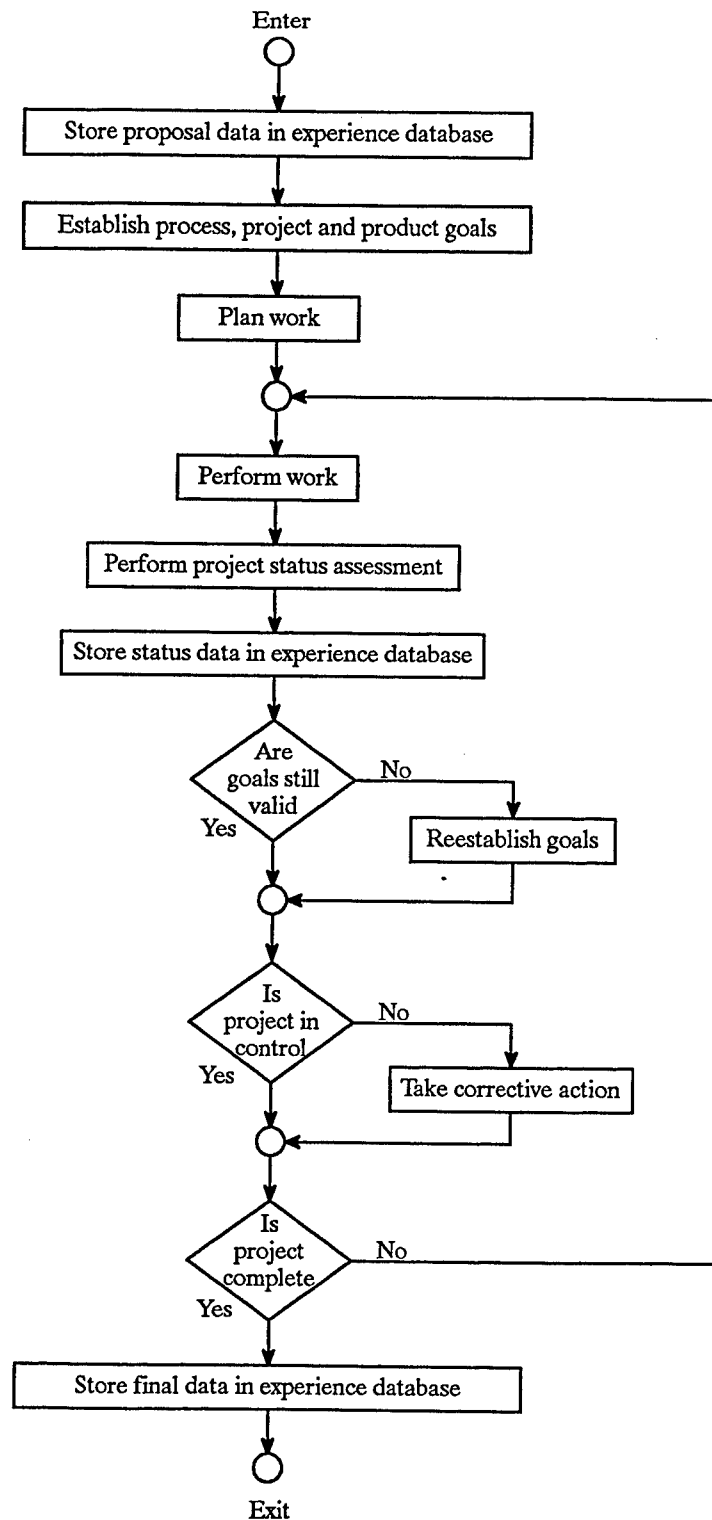 Enter
Store proposal data in experience database
Establish process, project and product goals
Plan work
Perform work
Perform project status assessment
Store status data in experience database
Are
goals still
valid
No
Yes
Reestablish goals
Is
project in
control
No
Yes
Take corrective action
Is
project
complete
No
Yes
Store final data in experience database
Exit